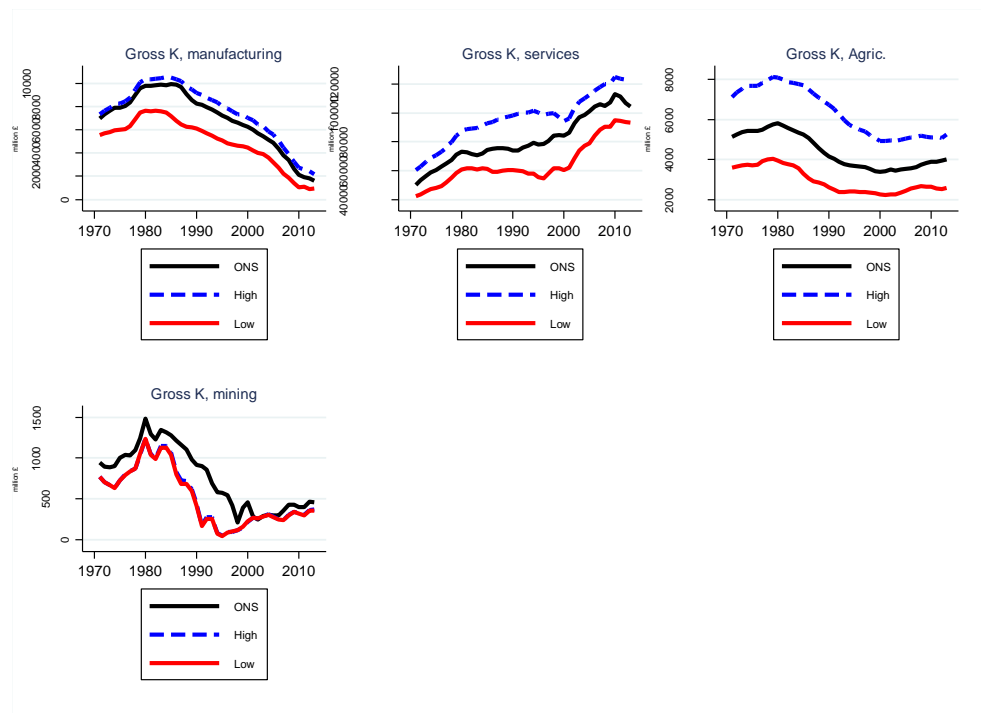 Gross K, manufacturing
million £
0
1970 1980 1990 2000 2010
ONS
High
Low
Gross K, services
million £
1970 1980 1990 2000 2010
ONS
High
Low
Gross K, Agric.
million £
8000
6000
4000
2000
1970 1980 1990 2000 2010
ONS
High
Low
Gross K, mining
million £
1500
1000
500
0
1970 1980 1990 2000 2010
ONS
High
Low